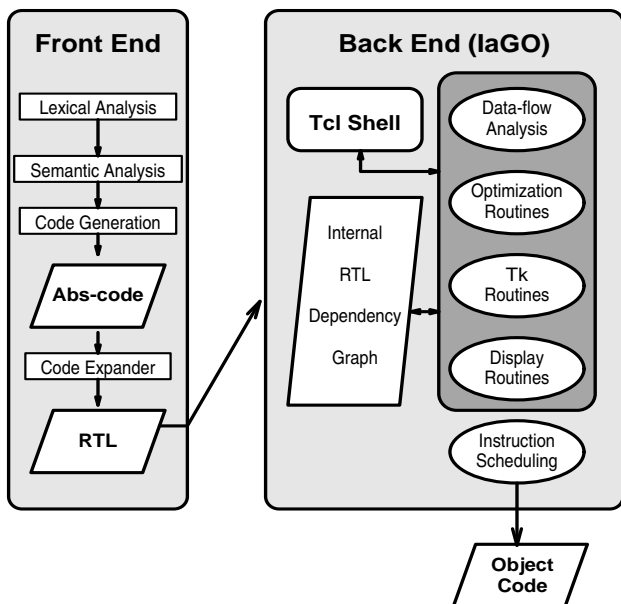 Front End
Lexical Analysis
Semantic Analysis
Code Generation
Abs-code
Code Expander
RTL
Back End (IaGO)
Tcl Shell
Internal
RTL
Dependency
Graph
Data-flow
Analysis
Optimization
Routines
Tk
Routines
Display
Routines
Instruction
Scheduling
Object
Code